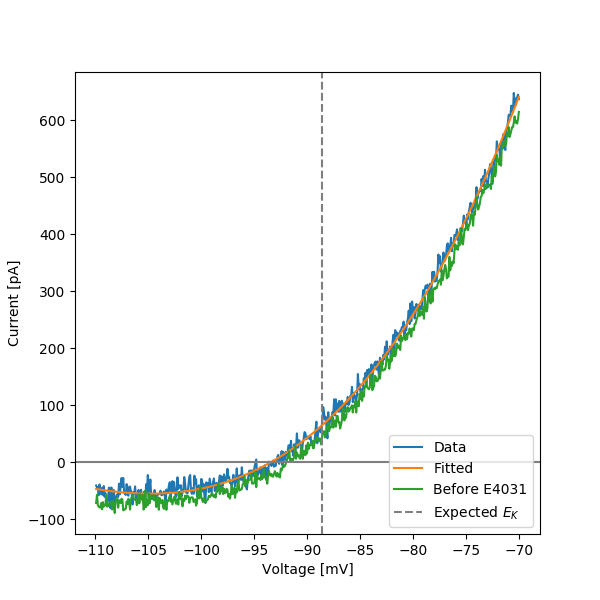 600
500
400
300
200
100
0
−100
Current [pA]
−110
−105
−100
−95
−90
−85
−80
−75
−70
Voltage [mV]
Data
Fitted
Before E4031
Expected E_K